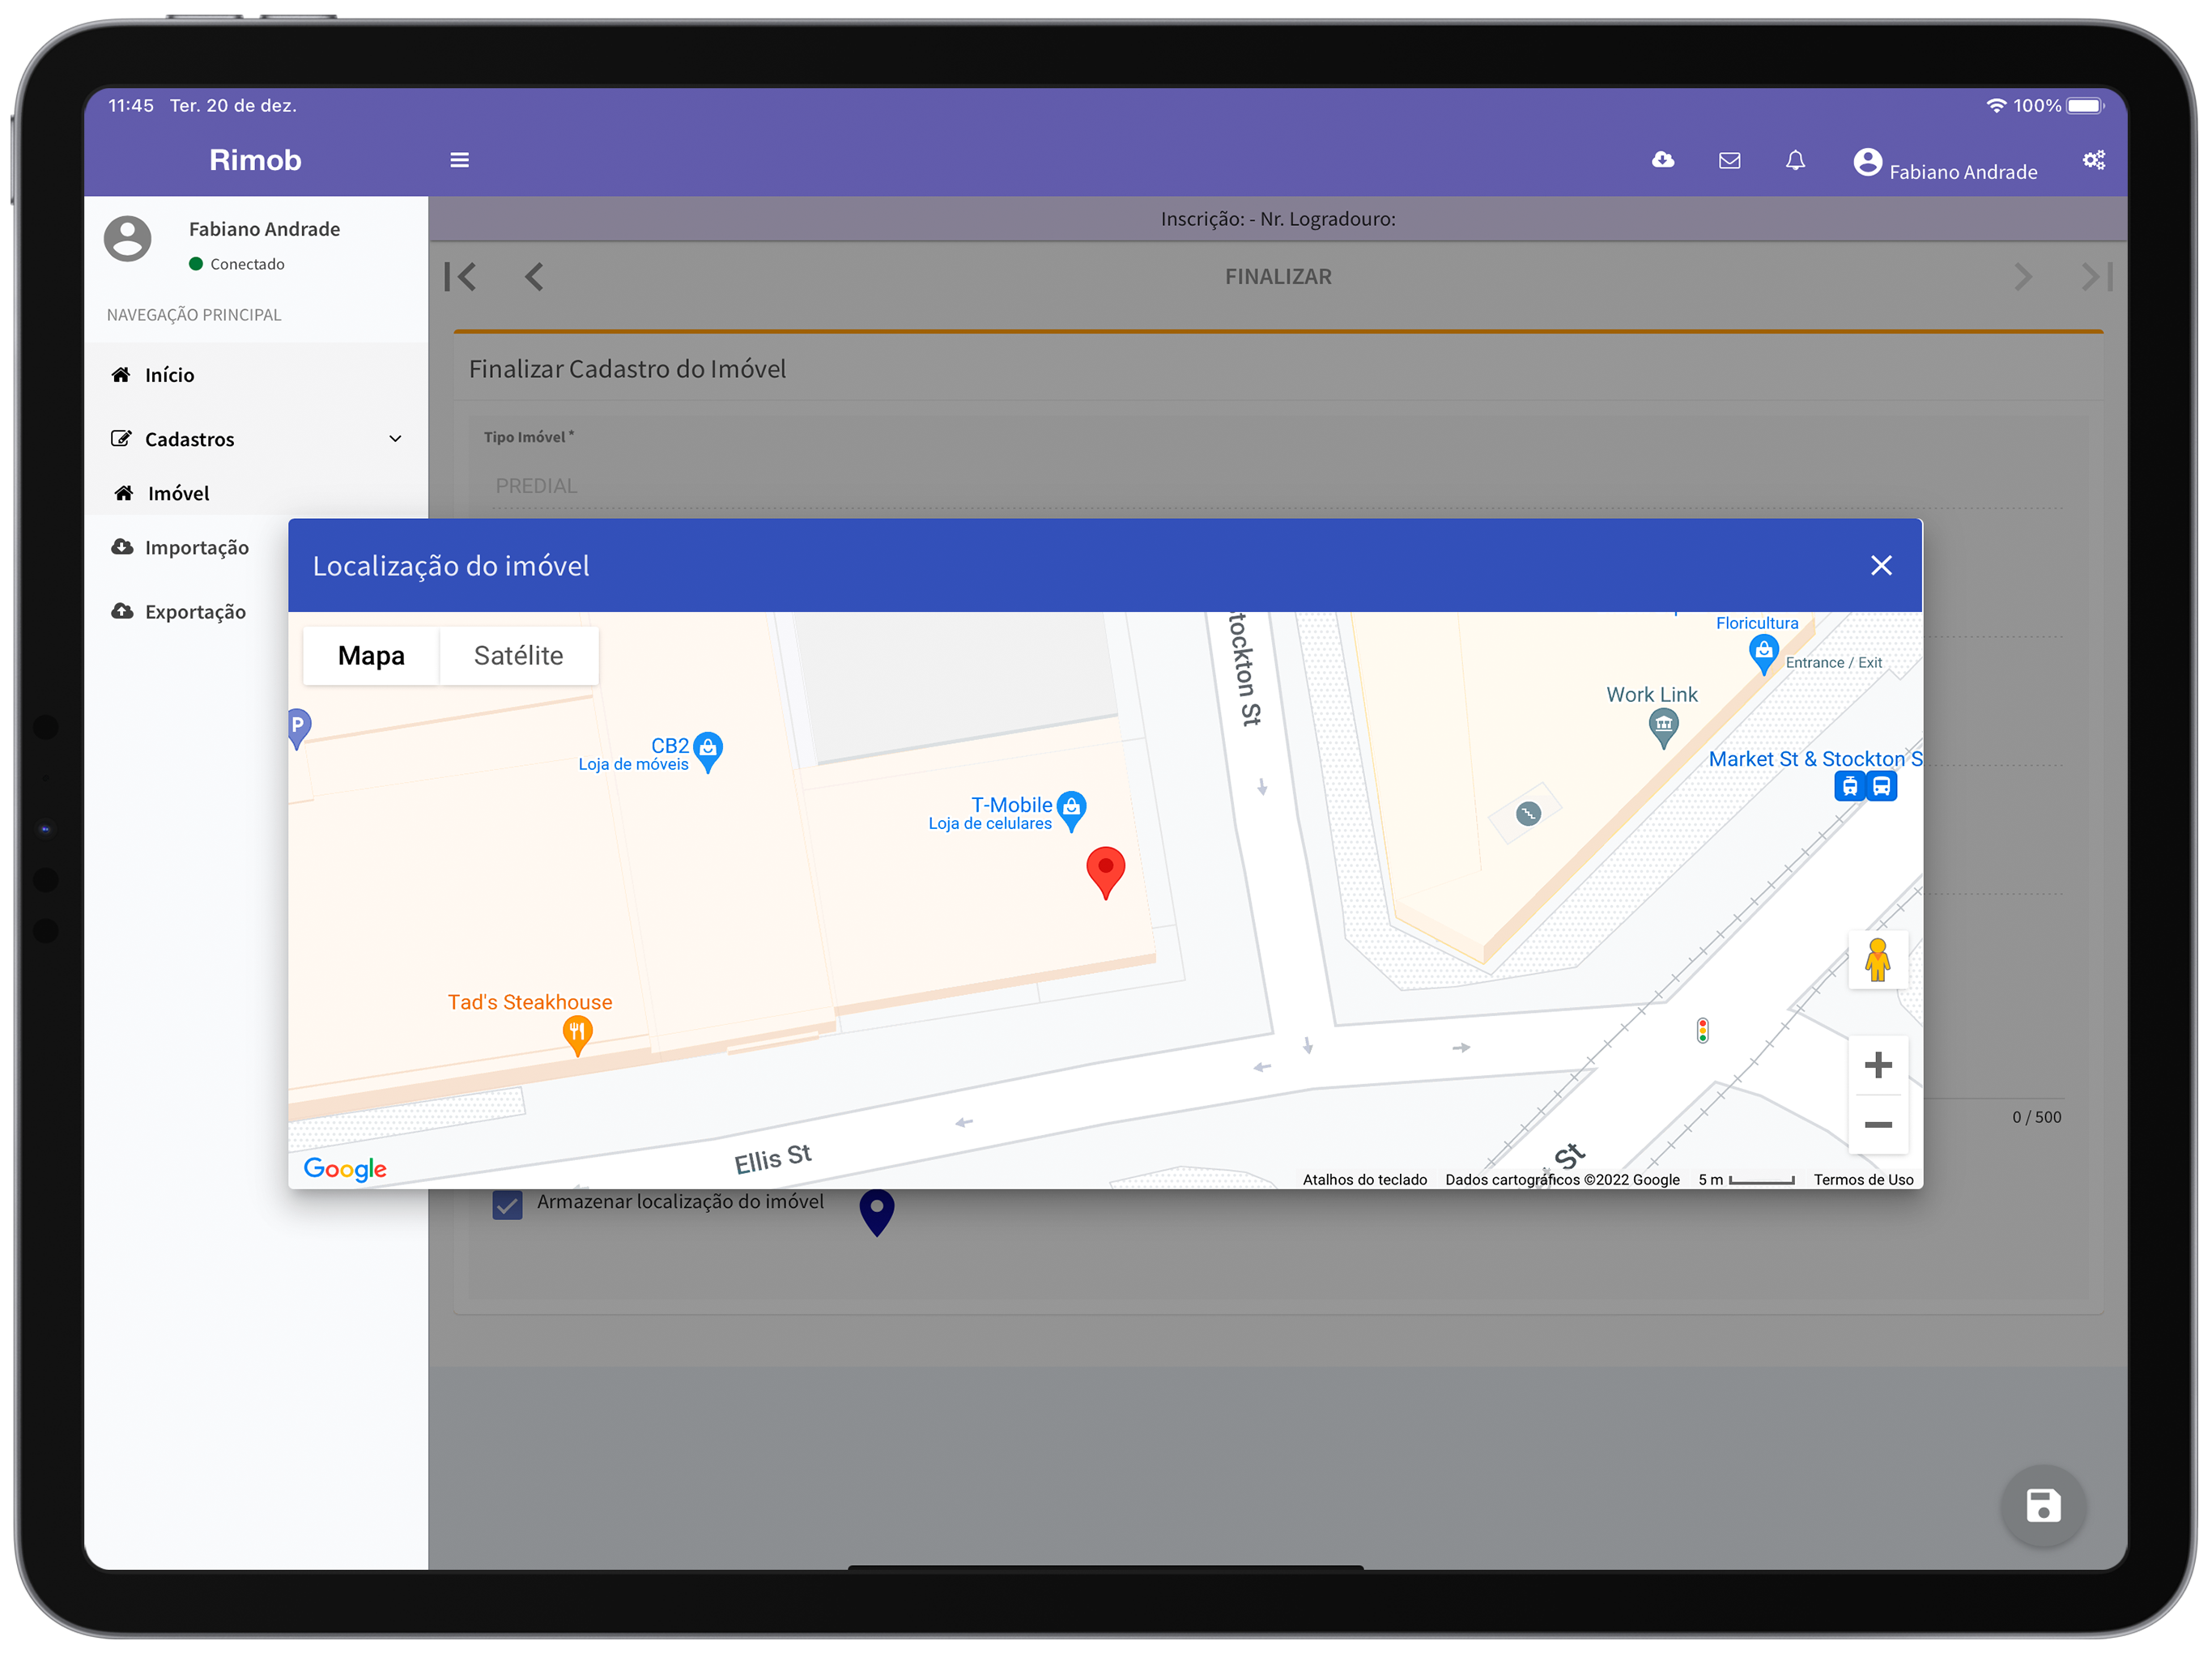 11:45 Ter. 20 de dez.
100%
Rimob
Fabiano Andrade
Fabiano Andrade
Conectado
NAVEGAÇÃO PRINCIPAL
Início
Cadastros
Imóvel
Importação
Exportação
Inscrição: - Nr. Logradouro:
FINALIZAR
Finalizar Cadastro do Imóvel
Tipo Imóvel *
PREDIAL
Localização do imóvel
Mapa
Satélite
P
CB2
Loja de móveis
T-Mobile
Loja de celulares
Tad's Steakhouse
tockton St
Floricultura
Entrance / Exit
Work Link
Market St & Stockton S
Ellis St
St
Google
Atalhos do teclado
Dados cartográficos ©2022 Google
5 m
Termos de Uso
0 / 500
Armazenar localização do imóvel